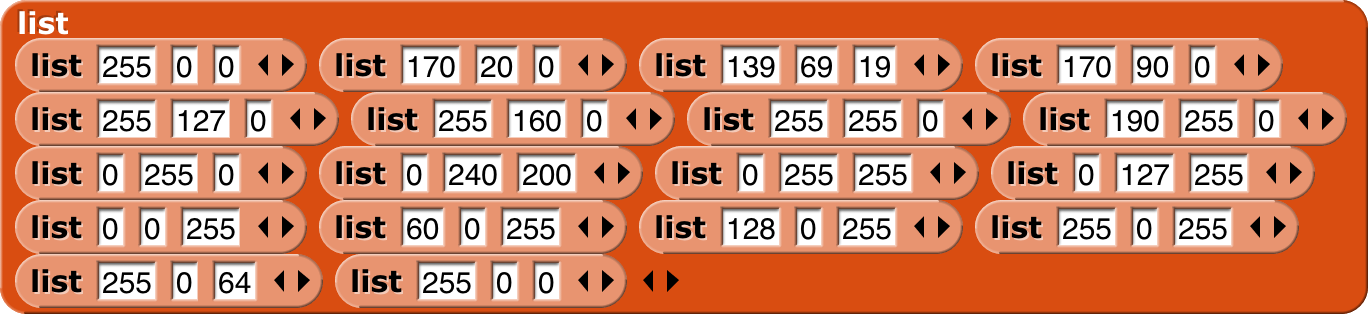 list
list 255 0 0 list 170 20 0 list 139 69 19 list 170 90 0
list 255 127 0 list 255 160 0 list 255 255 0 list 190 255 0
list 0 255 0 list 0 240 200 list 0 255 255 list 0 127 255
list 0 0 255 list 60 0 255 list 128 0 255 list 255 0 255
list 255 0 64 list 255 0 0